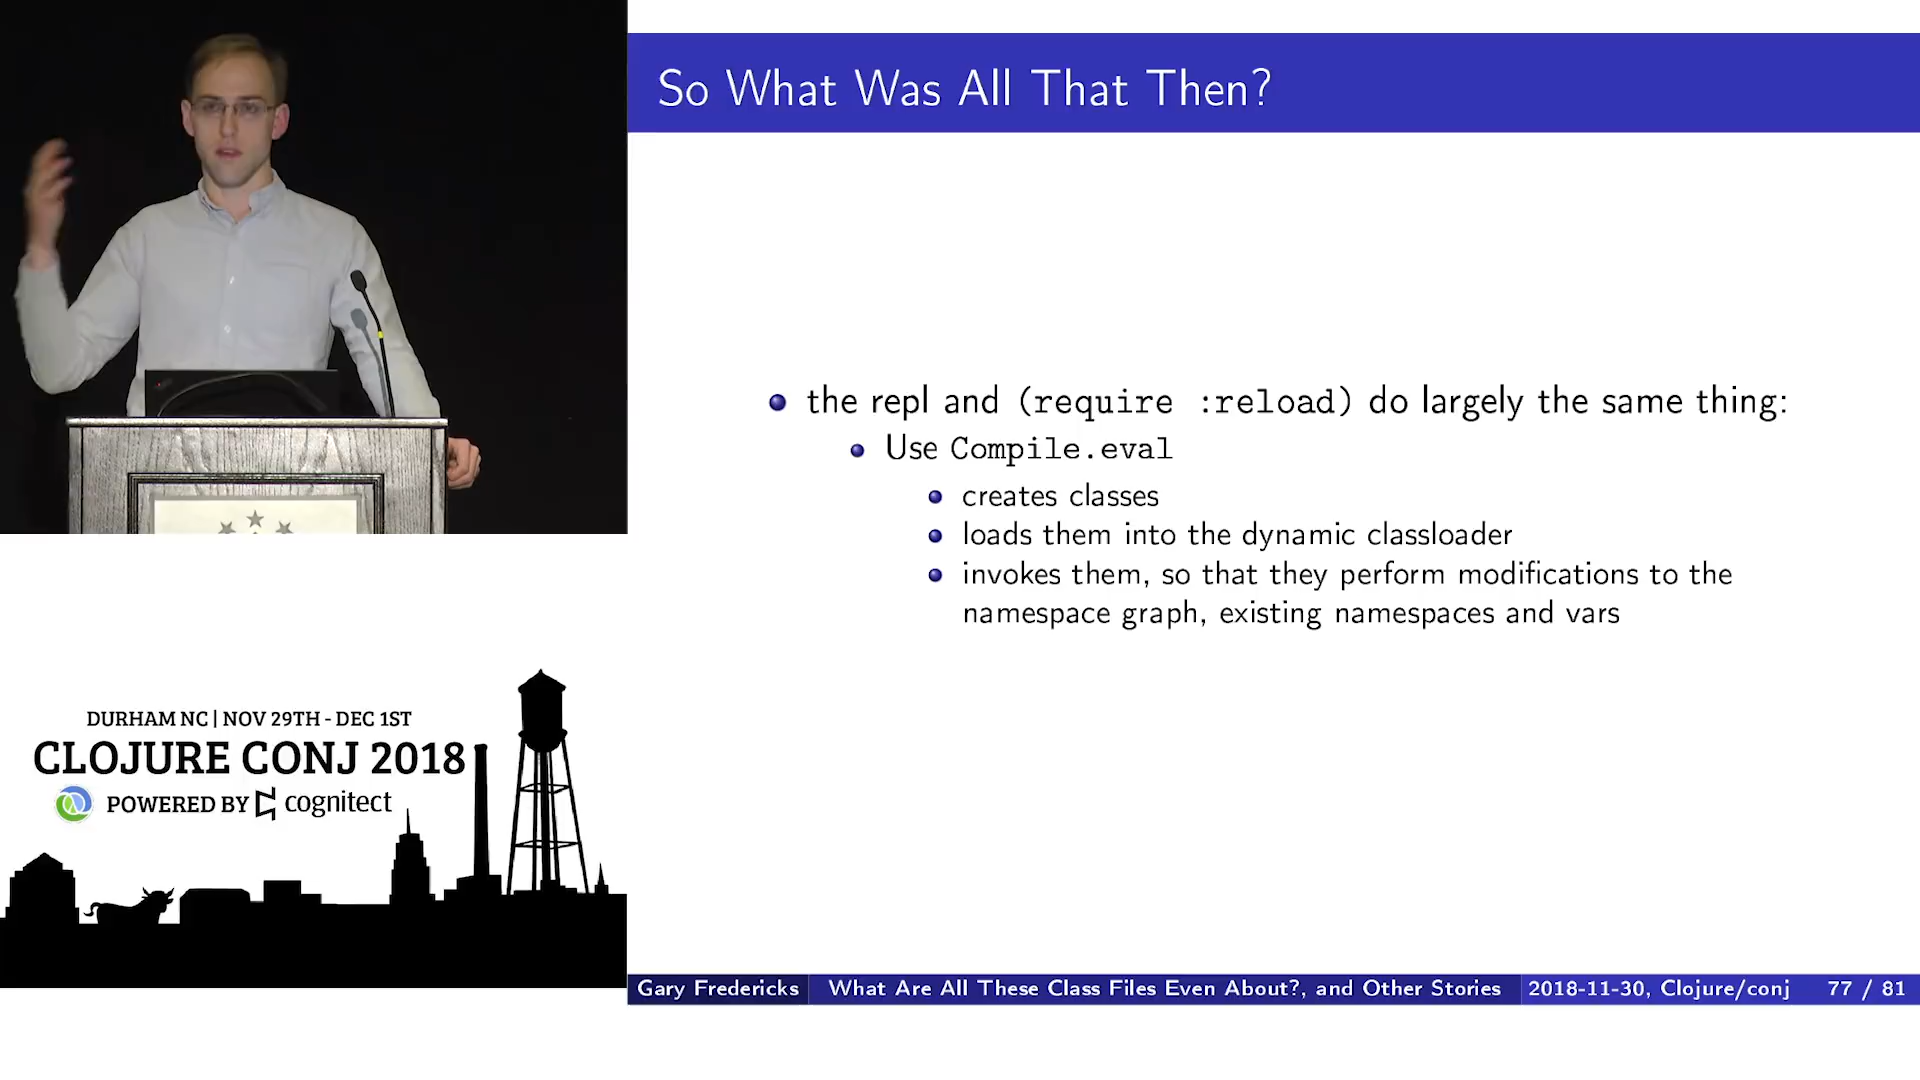 So What Was All That Then?
the repl and (require :reload) do largely the same thing:
Use Compile.eval
creates classes
loads them into the dynamic classloader
invokes them, so that they perform modifications to the
namespace graph, existing namespaces and vars
DURHAM NC | NOV 29TH - DEC 1ST
CLOJURE CONJ 2018
POWERED BY cognitect
Gary Fredericks What Are All These Class Files Even About?, and Other Stories 2018-11-30, Clojure/conj 77 / 81